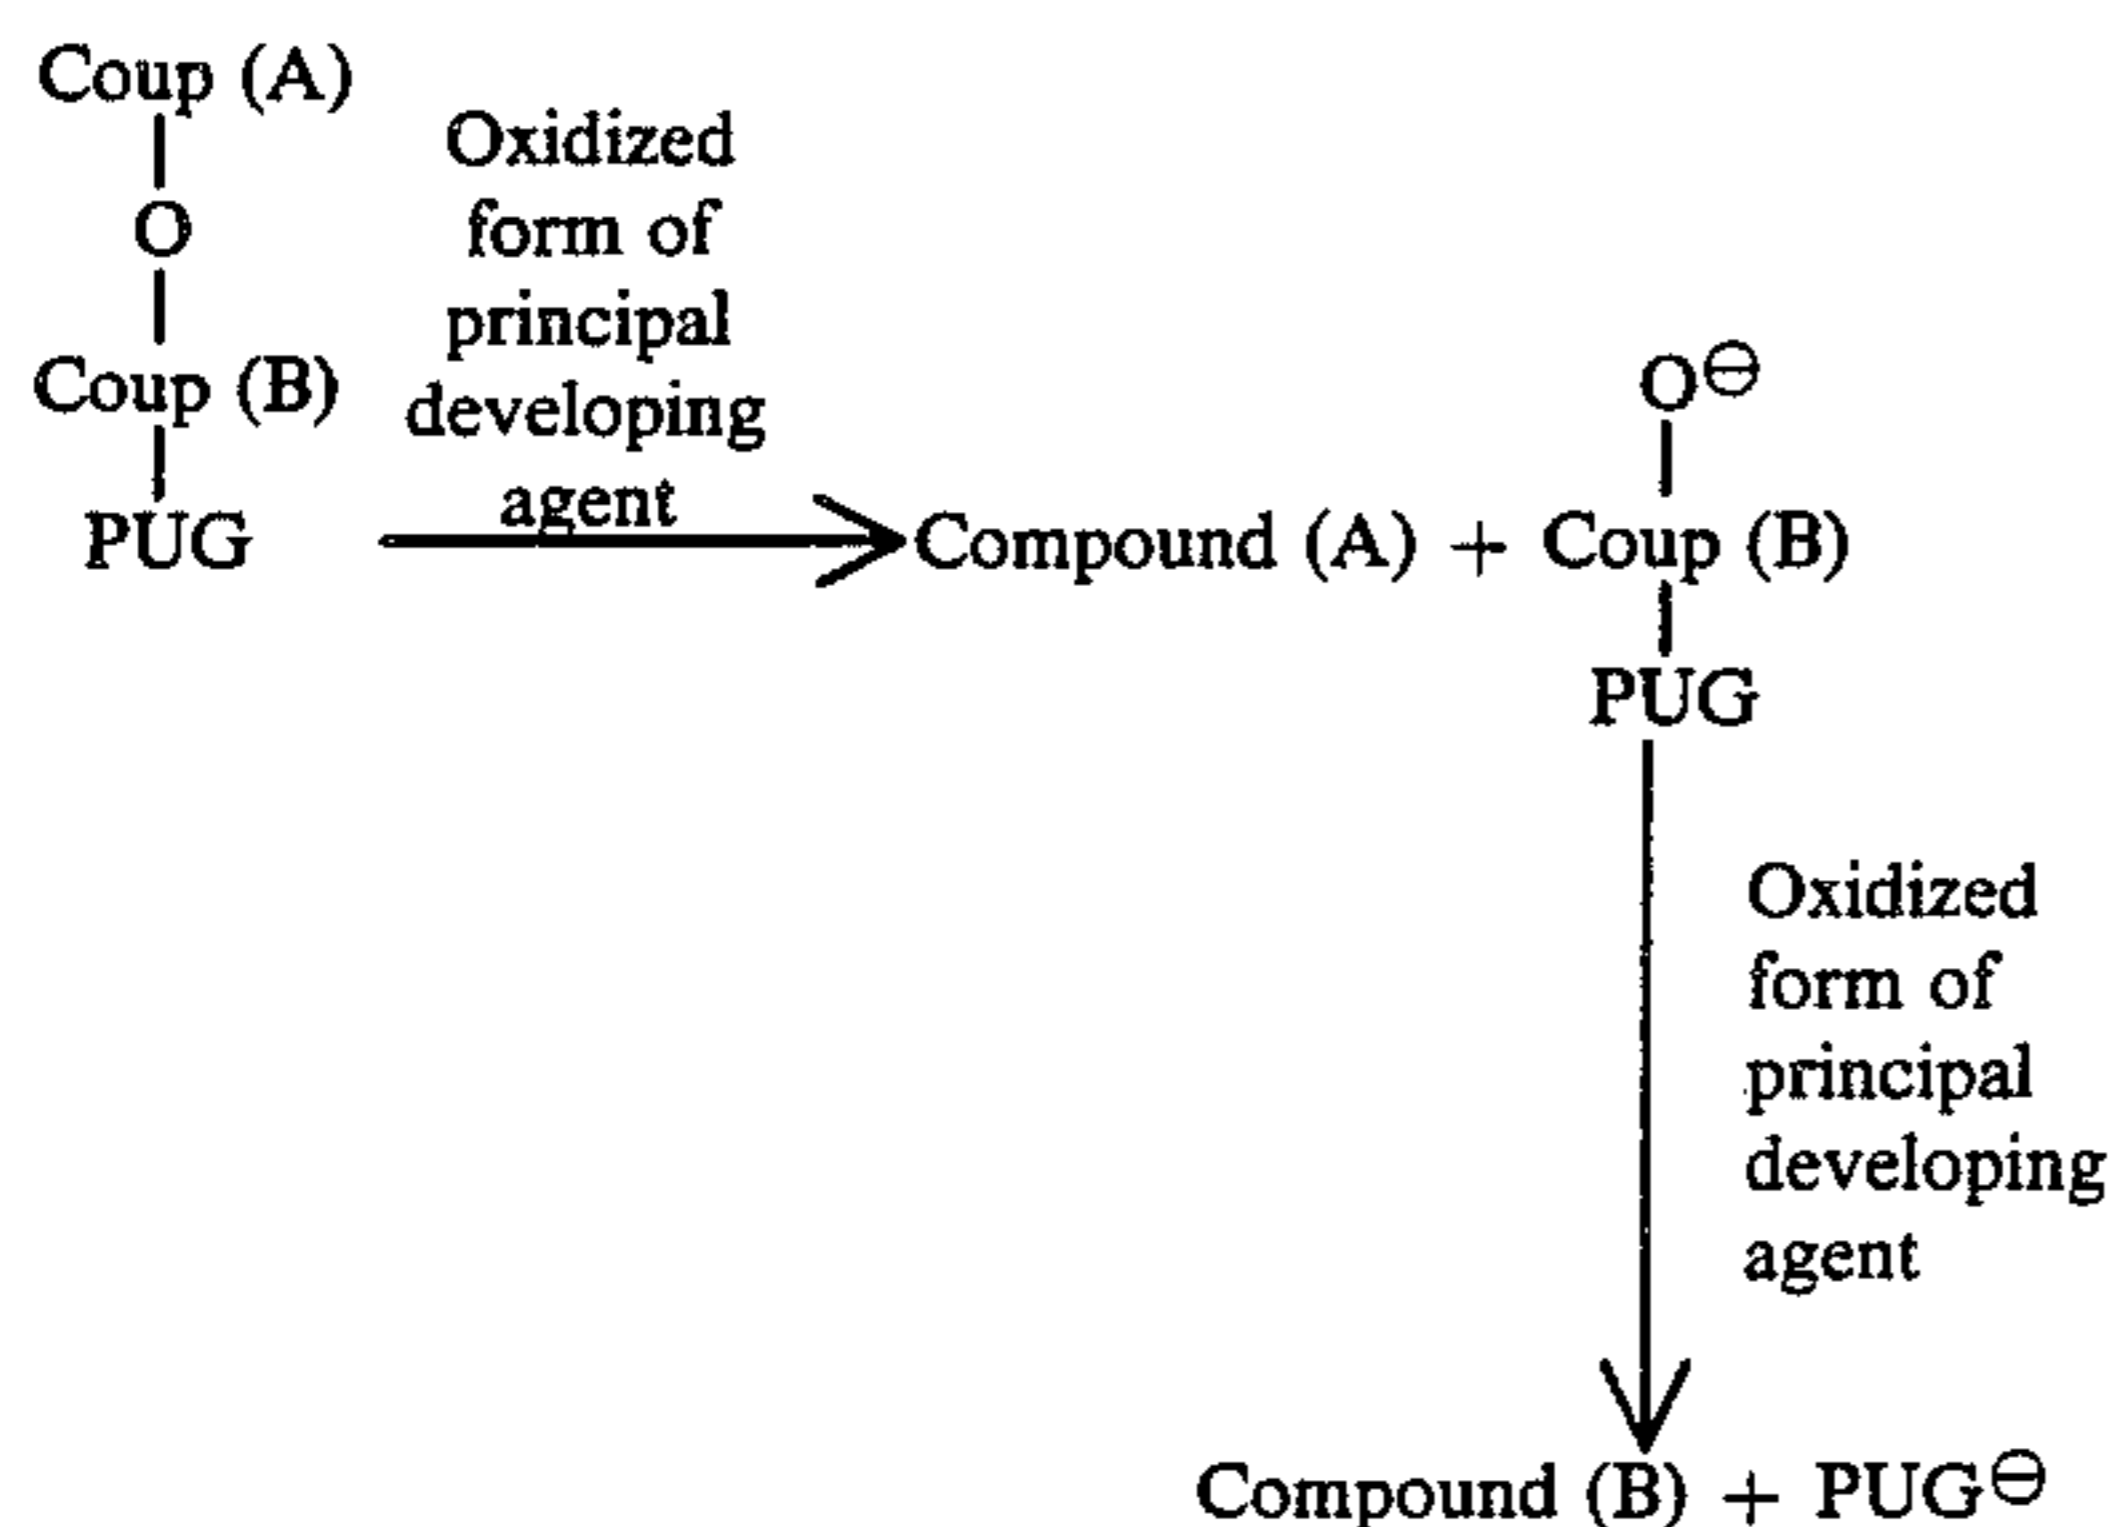 Coup (A)
O
Coup (B)
PUG
Oxidized
form of
principal
developing
agent
Compound (A) + Coup (B)
O⊖
PUG
Oxidized
form of
principal
developing
agent
Compound (B) + PUG⊖